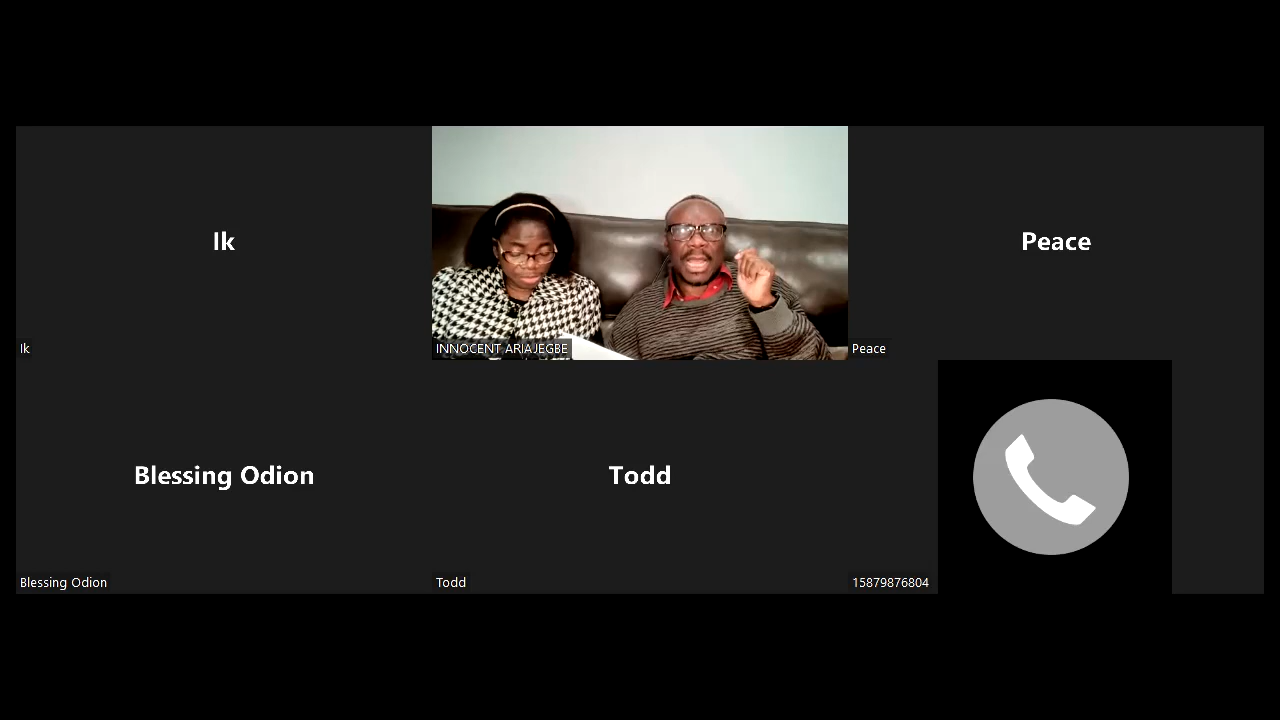 Ik
Ik
INNOCENT ARIAJEGBE
Peace
Peace
Blessing Odion
Blessing Odion
Todd
Todd
15879876804